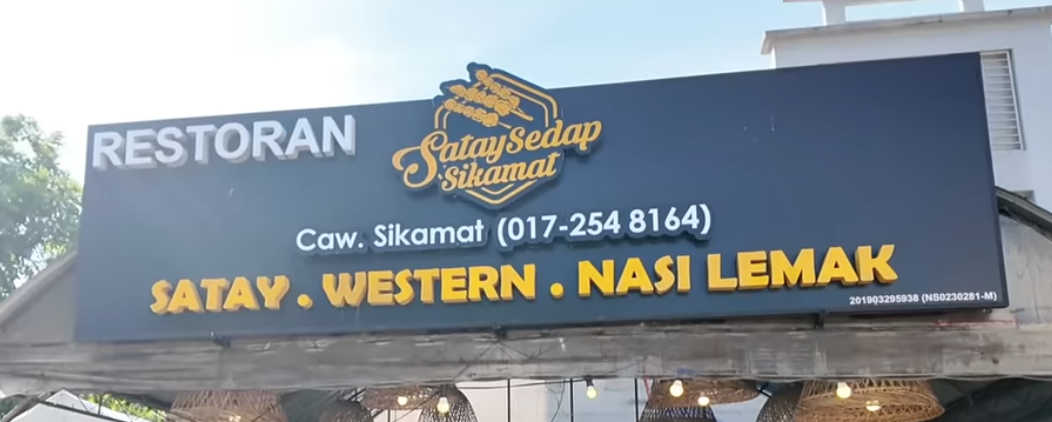 RESTORAN
Satay Sedap
Sikamat
Caw. Sikamat (017-254 8164)
SATAY . WESTERN . NASI LEMAK
201903295938 (NS0230281-M)